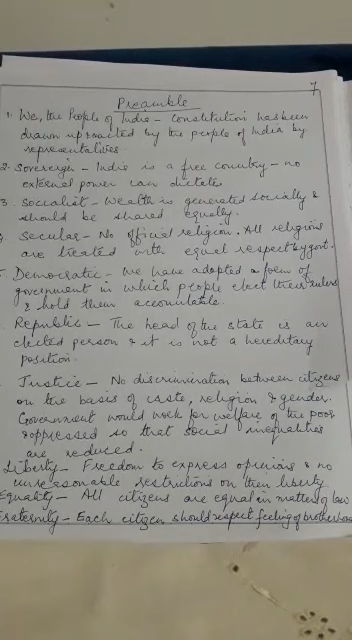 7
Preamble
1. We, the People of India - Constitution has been
drawn up & enacted by the people of India by
representatives.
2. Sovereign - India is a free country - no
external power can dictate
3. Socialist - Wealth is generated socially &
should be shared equally.
. Secular - No official religion. All religions
are treated with equal respect by govt.
. Democratic - We have adopted a form of
government in which people elect their rulers
& hold them accountable.
Republic - The head of the state is an
elected person & it is not a hereditary
position.
Justice - No discrimination between citizens
on the basis of caste, religion & gender.
Government would work for welfare of the poor
& oppressed so that social inequalities
are reduced.
Liberty - Freedom to express opinions & no
unreasonable restrictions on their liberty
Equality - All citizens are equal in matters of law
Fraternity - Each citizen should respect feeling of